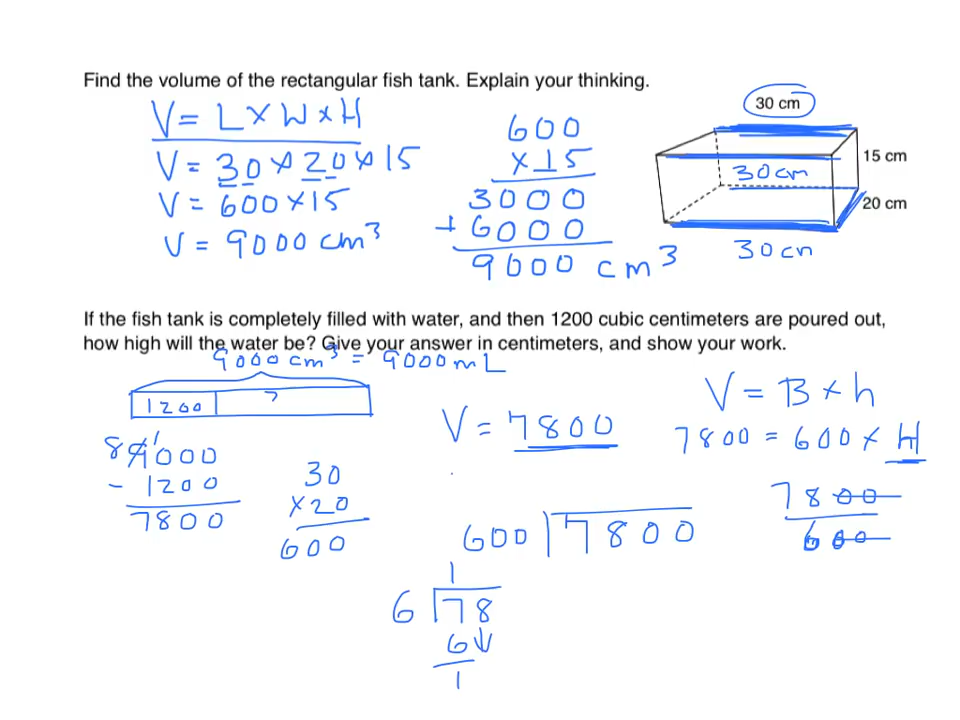 Find the volume of the rectangular fish tank. Explain your thinking.
V = L × W × H
V = 30 × 20 × 15
V = 600 × 15
V = 9000 cm³
600
× 15
3000
+ 6000
9000 cm³
30 cm
15 cm
30 cm
20 cm
30 cm
If the fish tank is completely filled with water, and then 1200 cubic centimeters are poured out,
how high will the water be? Give your answer in centimeters, and show your work.
9000 cm³ = 9000 mL
1200 ?
8 9 1 000
- 1200
7800
30
× 20
600
V = 7800
V = B × h
7800 = 600 × H
7800
600
600 7800
1
6 78
6
1